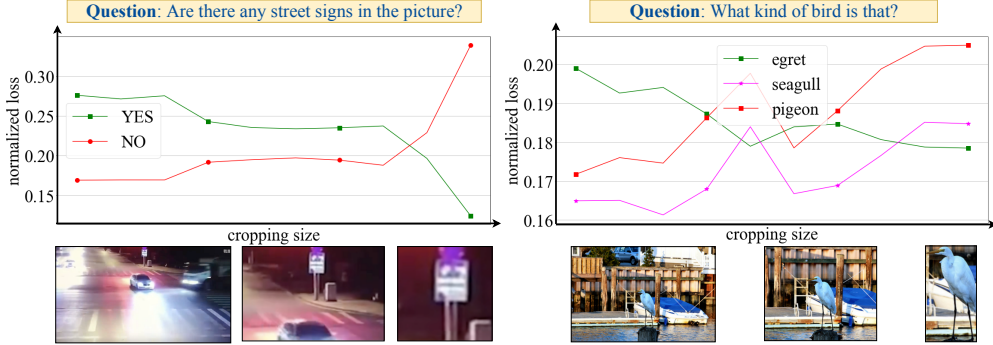 Question: Are there any street signs in the picture?
normalized loss
0.30
0.25
0.20
0.15
YES
NO
cropping size
Question: What kind of bird is that?
normalized loss
0.20
0.19
0.18
0.17
0.16
egret
seagull
pigeon
cropping size